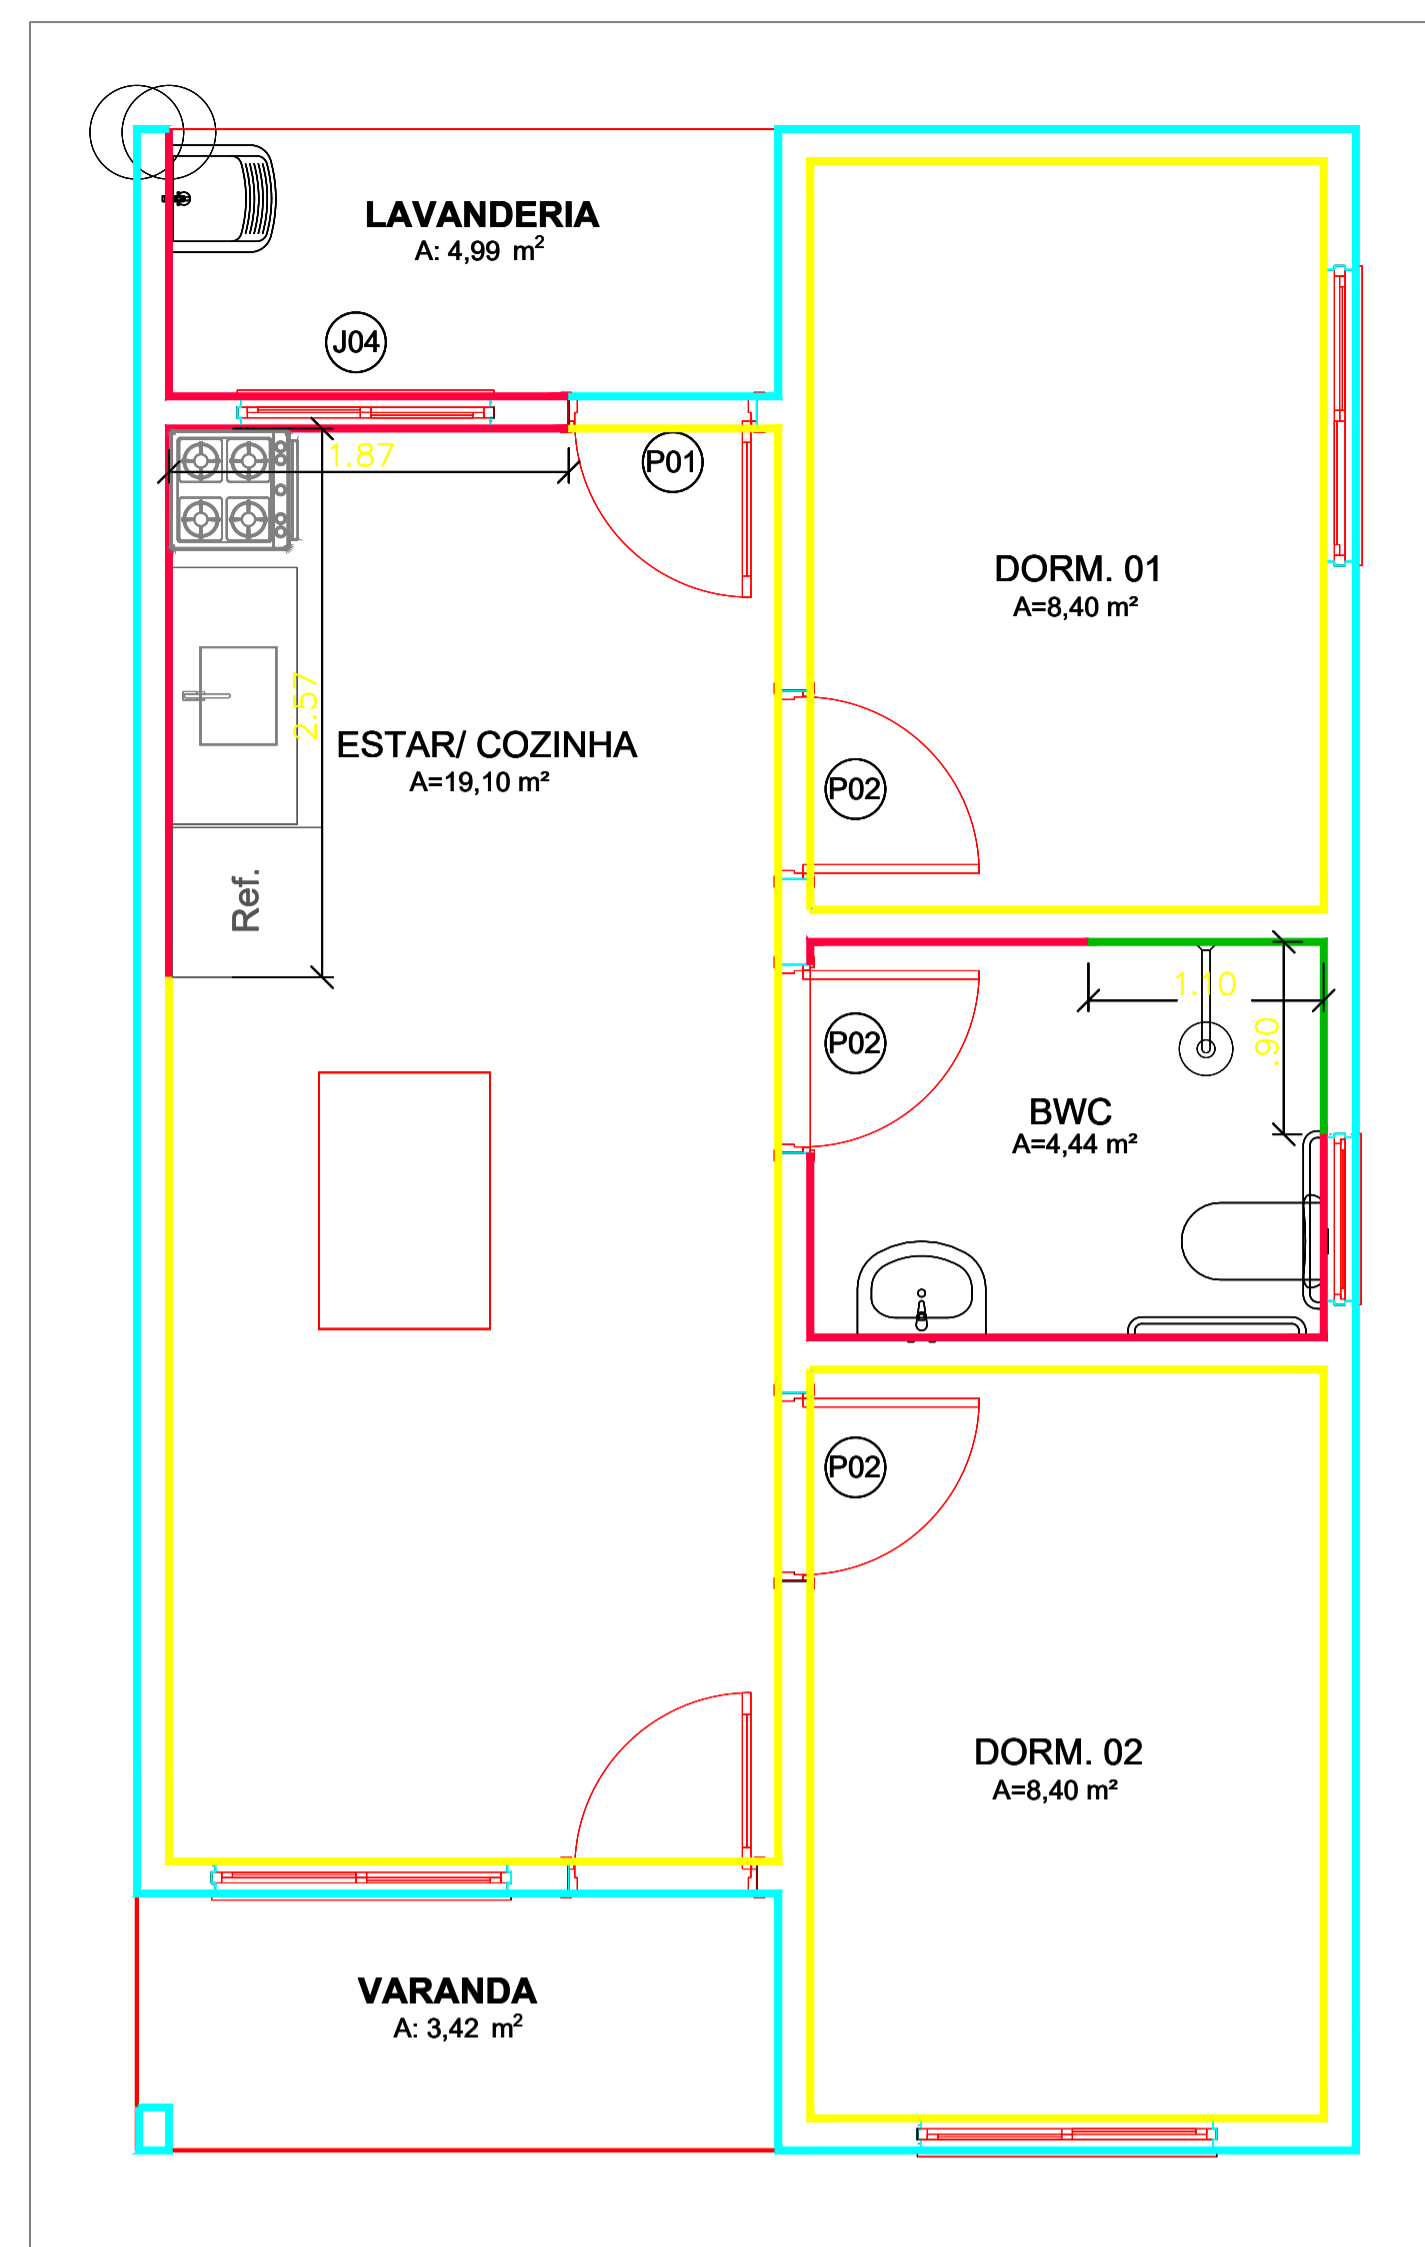 LAVANDERIA
A: 4,99 m²
J04
1.87
P01
DORM. 01
A=8,40 m²
2.57
ESTAR/ COZINHA
A=19,10 m²
P02
Ref.
1.10
.90
P02
BWC
A=4,44 m²
P02
DORM. 02
A=8,40 m²
VARANDA
A: 3,42 m²